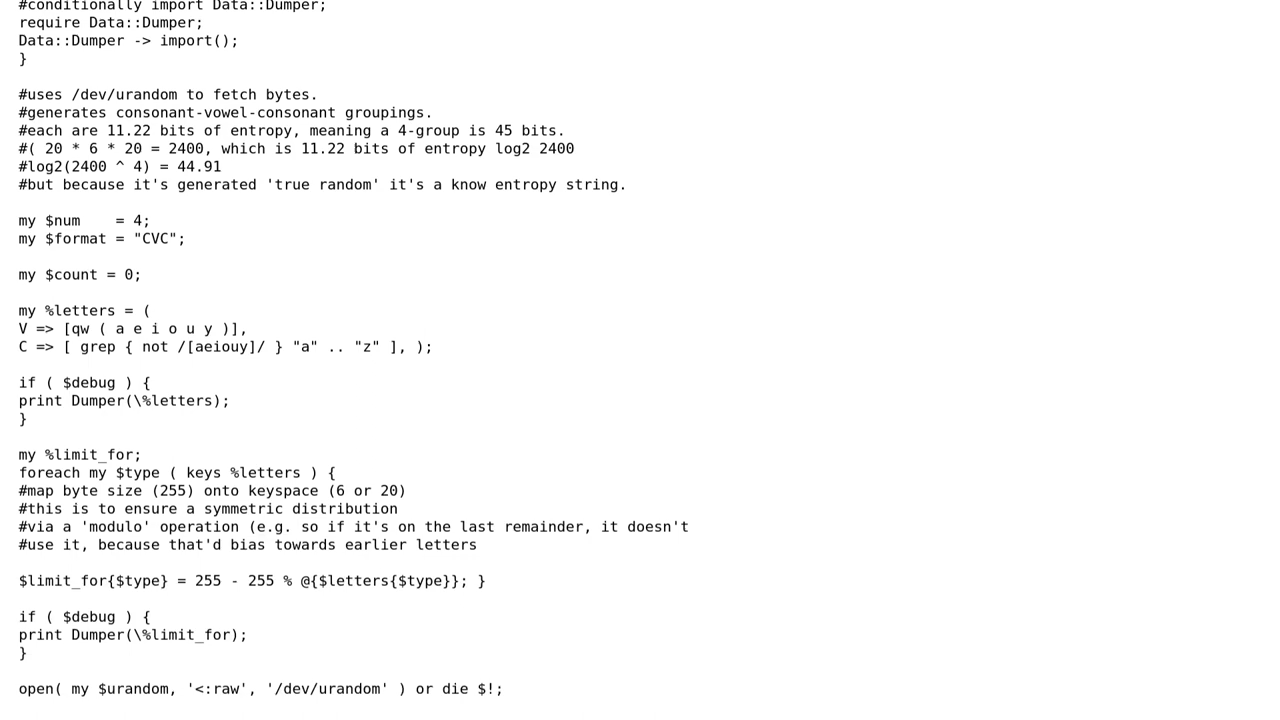 #conditionally import Data::Dumper;
require Data::Dumper;
Data::Dumper -> import();
}
#uses /dev/urandom to fetch bytes.
#generates consonant-vowel-consonant groupings.
#each are 11.22 bits of entropy, meaning a 4-group is 45 bits.
#( 20 * 6 * 20 = 2400, which is 11.22 bits of entropy log2 2400
#log2(2400 ^ 4) = 44.91
#but because it's generated 'true random' it's a know entropy string.
my $num    = 4;
my $format = "CVC";
my $count = 0;
my %letters = (
V => [qw ( a e i o u y )],
C => [ grep { not /[aeiouy]/ } "a" .. "z" ], );
if ( $debug ) {
print Dumper(\%letters);
}
my %limit_for;
foreach my $type ( keys %letters ) {
#map byte size (255) onto keyspace (6 or 20)
#this is to ensure a symmetric distribution
#via a 'modulo' operation (e.g. so if it's on the last remainder, it doesn't
#use it, because that'd bias towards earlier letters
$limit_for{$type} = 255 - 255 % @{$letters{$type}}; }
if ( $debug ) {
print Dumper(\%limit_for);
}
open( my $urandom, '<:raw', '/dev/urandom' ) or die $!;